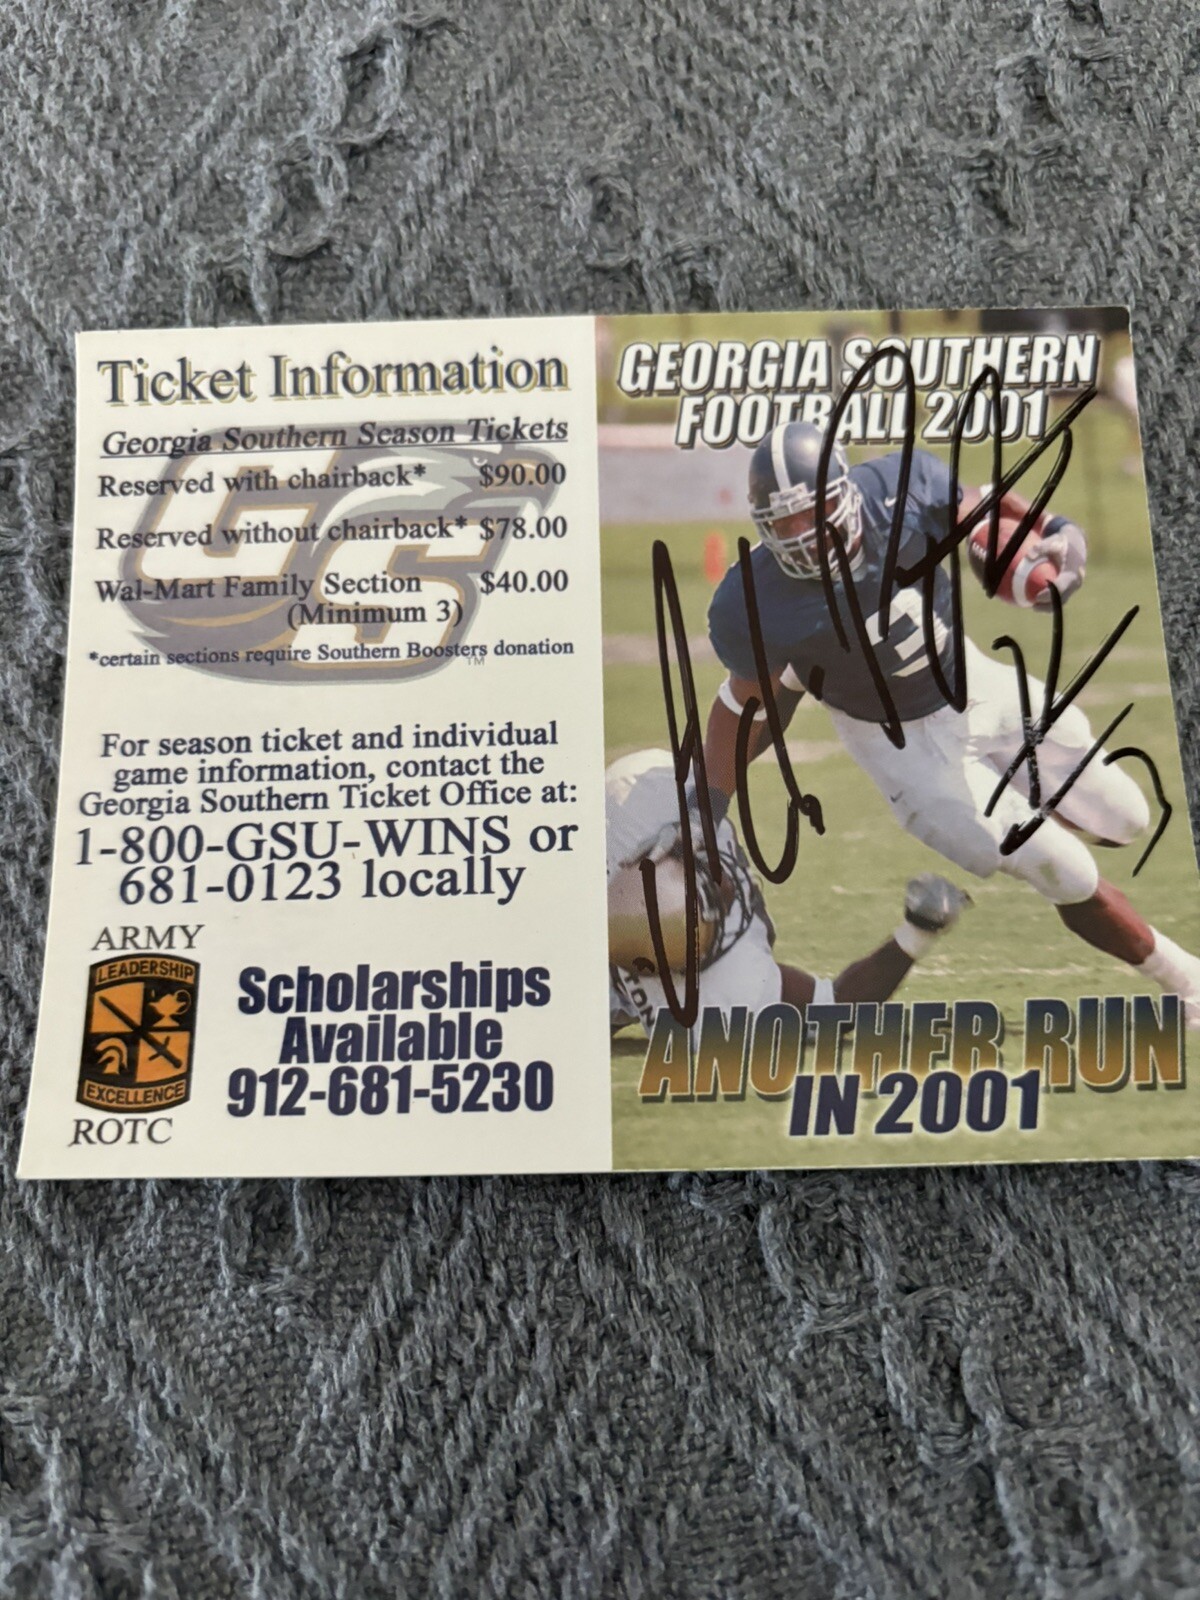 Ticket Information
Georgia Southern Season Tickets
Reserved with chairback* $90.00
Reserved without chairback* $78.00
Wal-Mart Family Section $40.00
(Minimum 3)
*certain sections require Southern Boosters donation
TM
For season ticket and individual
game information, contact the
Georgia Southern Ticket Office at:
1-800-GSU-WINS or
681-0123 locally
ARMY
LEADERSHIP
EXCELLENCE
ROTC
Scholarships
Available
912-681-5230
GEORGIA SOUTHERN
FOOTBALL 2001
3
ANOTHER RUN
IN 2001